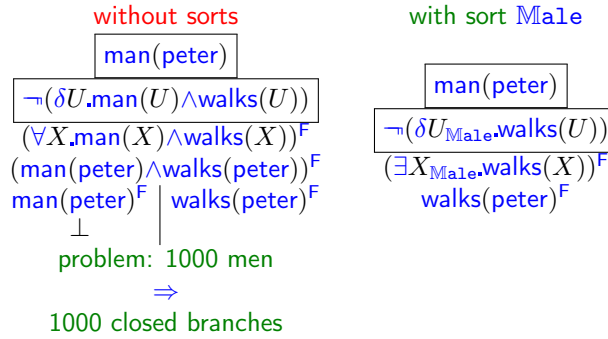 without sorts
man(peter)
¬(δU.man(U)∧walks(U))
(∀X.man(X)∧walks(X))ᶠ
(man(peter)∧walks(peter))ᶠ
man(peter)ᶠ walks(peter)ᶠ
⊥
problem: 1000 men
⇒
1000 closed branches
with sort 𝕄ale
man(peter)
¬(δU_𝕄ale.walks(U))
(∃X_𝕄ale.walks(X))ᶠ
walks(peter)ᶠ